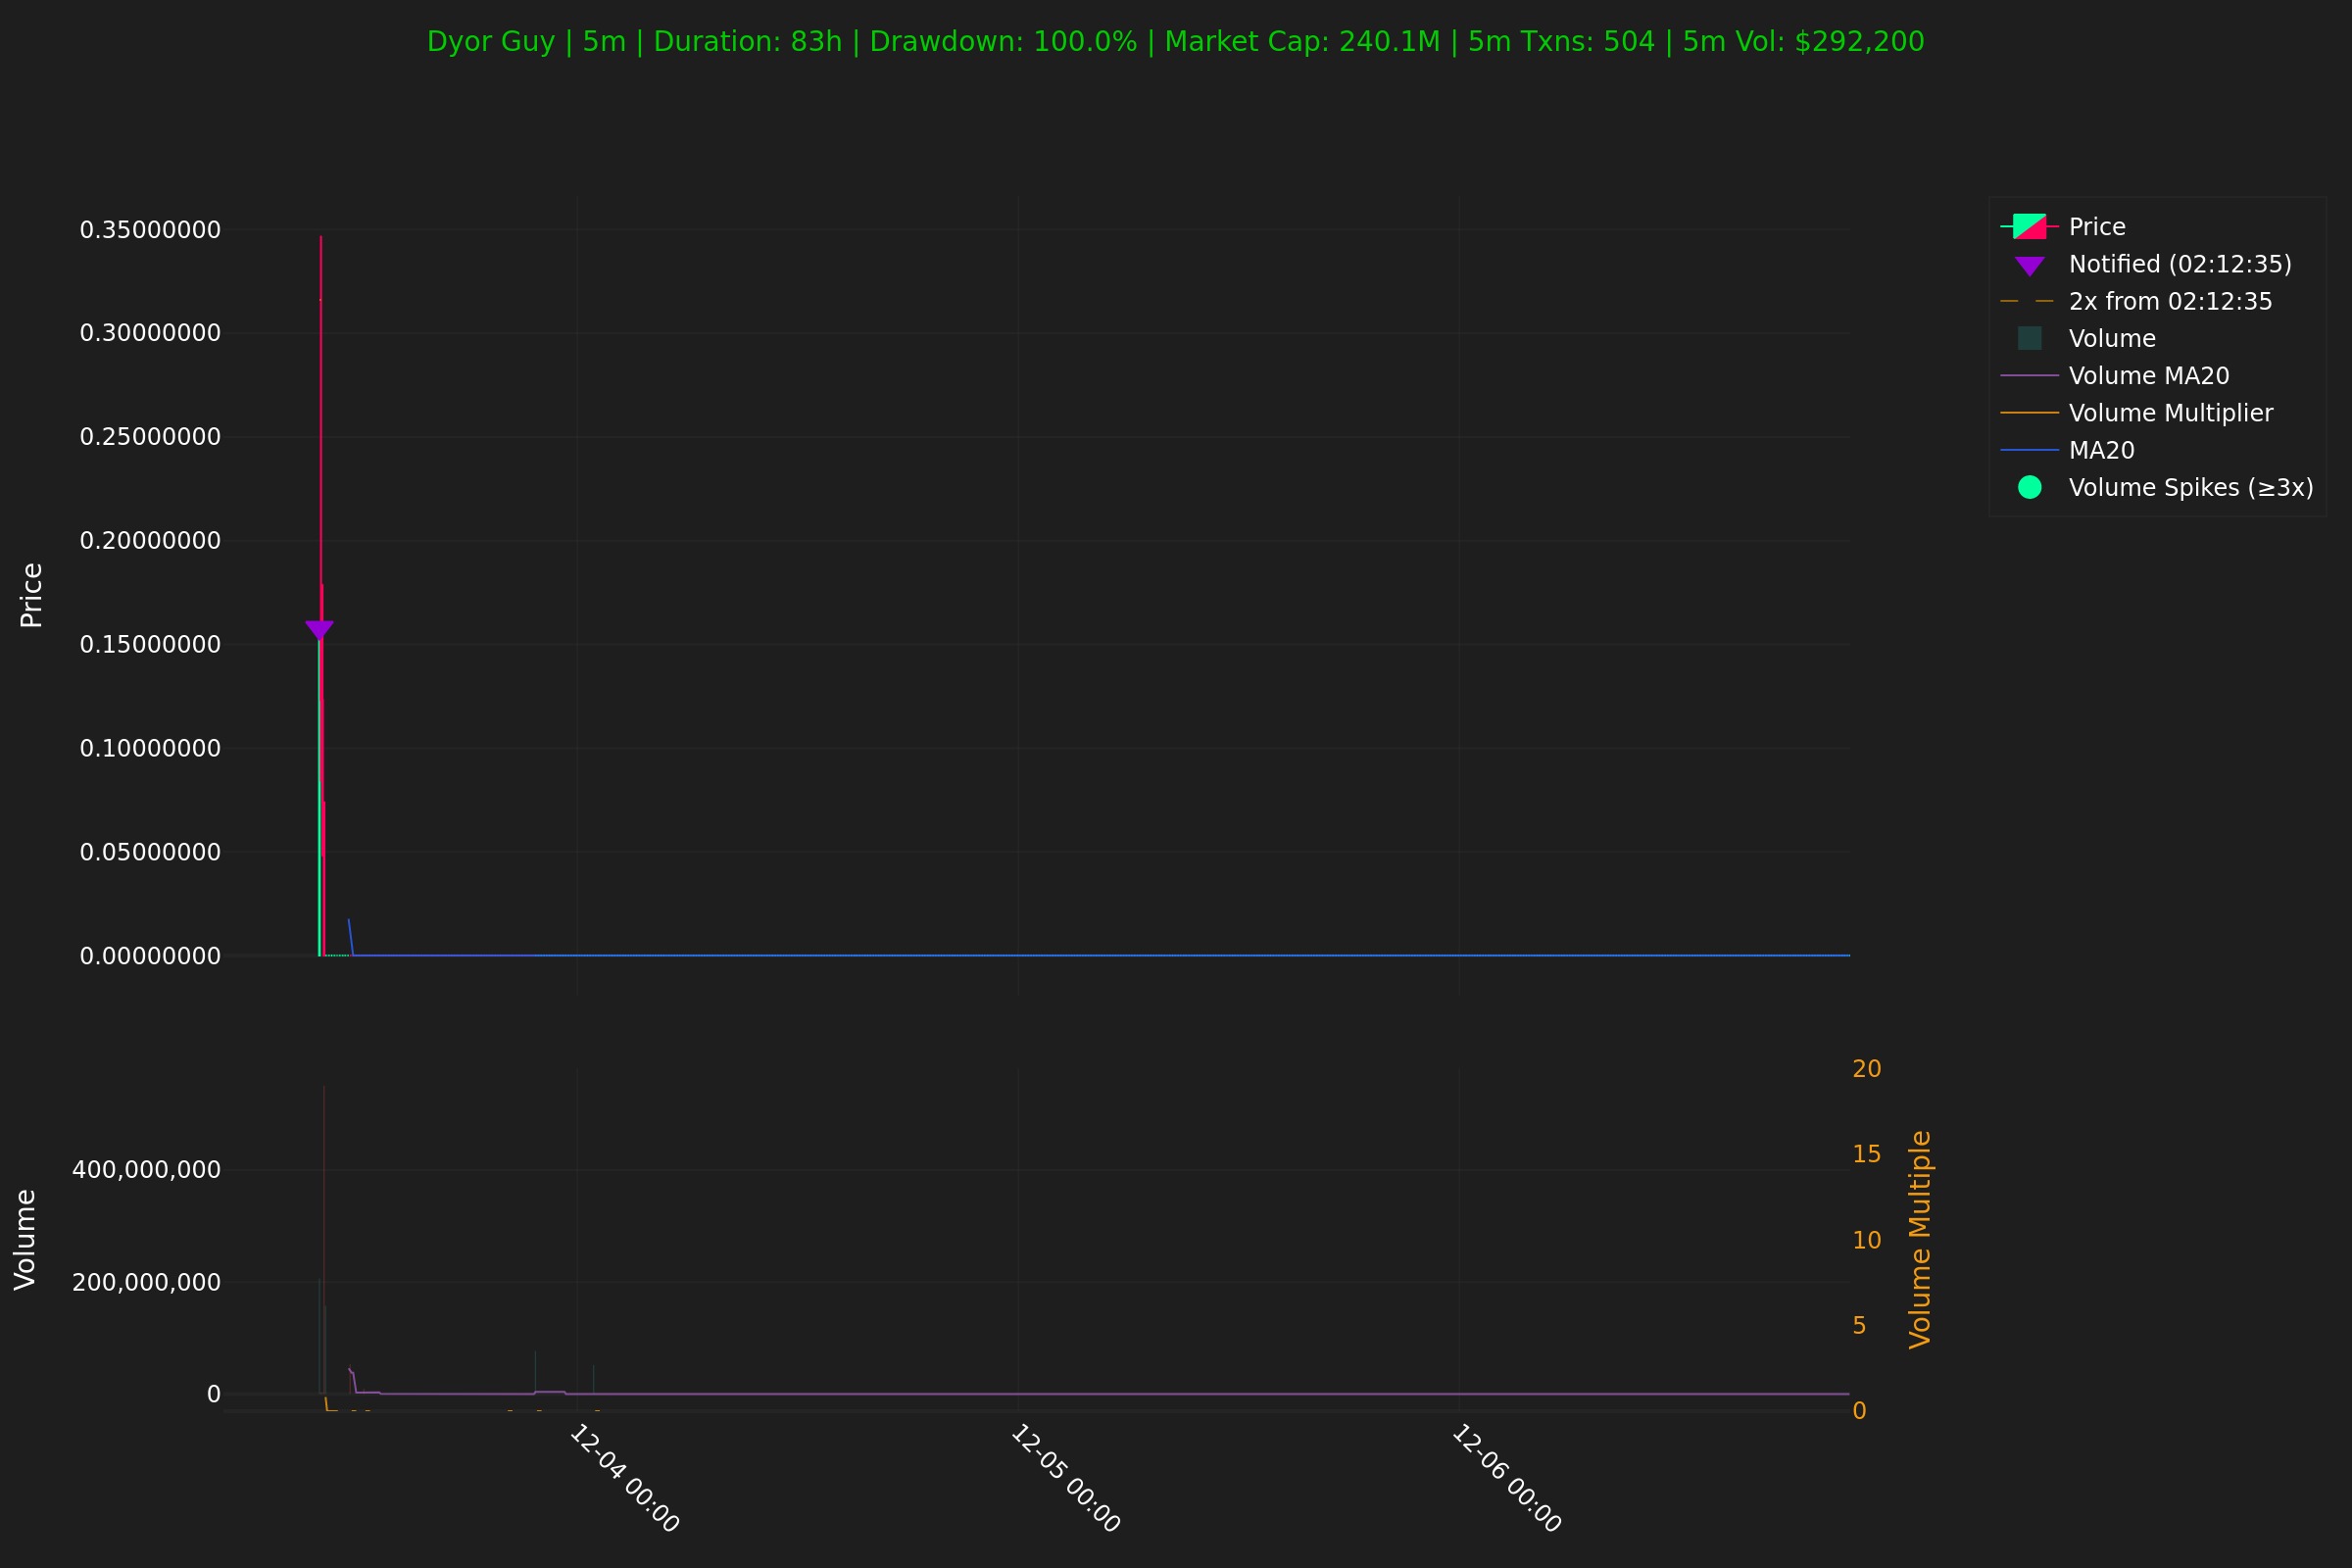 Dyor Guy | 5m | Duration: 83h | Drawdown: 100.0% | Market Cap: 240.1M | 5m Txns: 504 | 5m Vol: $292,200
Price
0.35000000
0.30000000
0.25000000
0.20000000
0.15000000
0.10000000
0.05000000
0.00000000
Price
Notified (02:12:35)
2x from 02:12:35
Volume
Volume MA20
Volume Multiplier
MA20
Volume Spikes (≥3x)
Volume
400,000,000
200,000,000
0
20
15
10
5
0
Volume Multiple
12-04 00:00
12-05 00:00
12-06 00:00